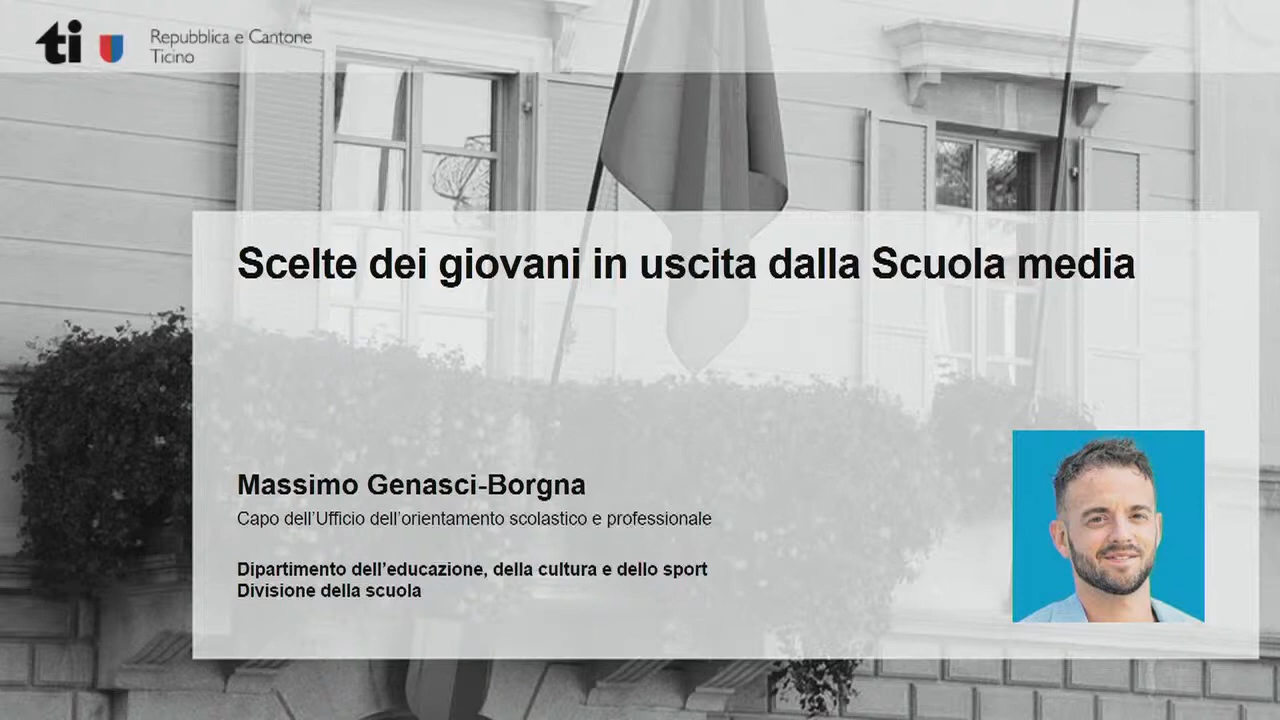 ti
Repubblica e Cantone
Ticino
Scelte dei giovani in uscita dalla Scuola media
Massimo Genasci-Borgna
Capo dell'Ufficio dell'orientamento scolastico e professionale
Dipartimento dell'educazione, della cultura e dello sport
Divisione della scuola